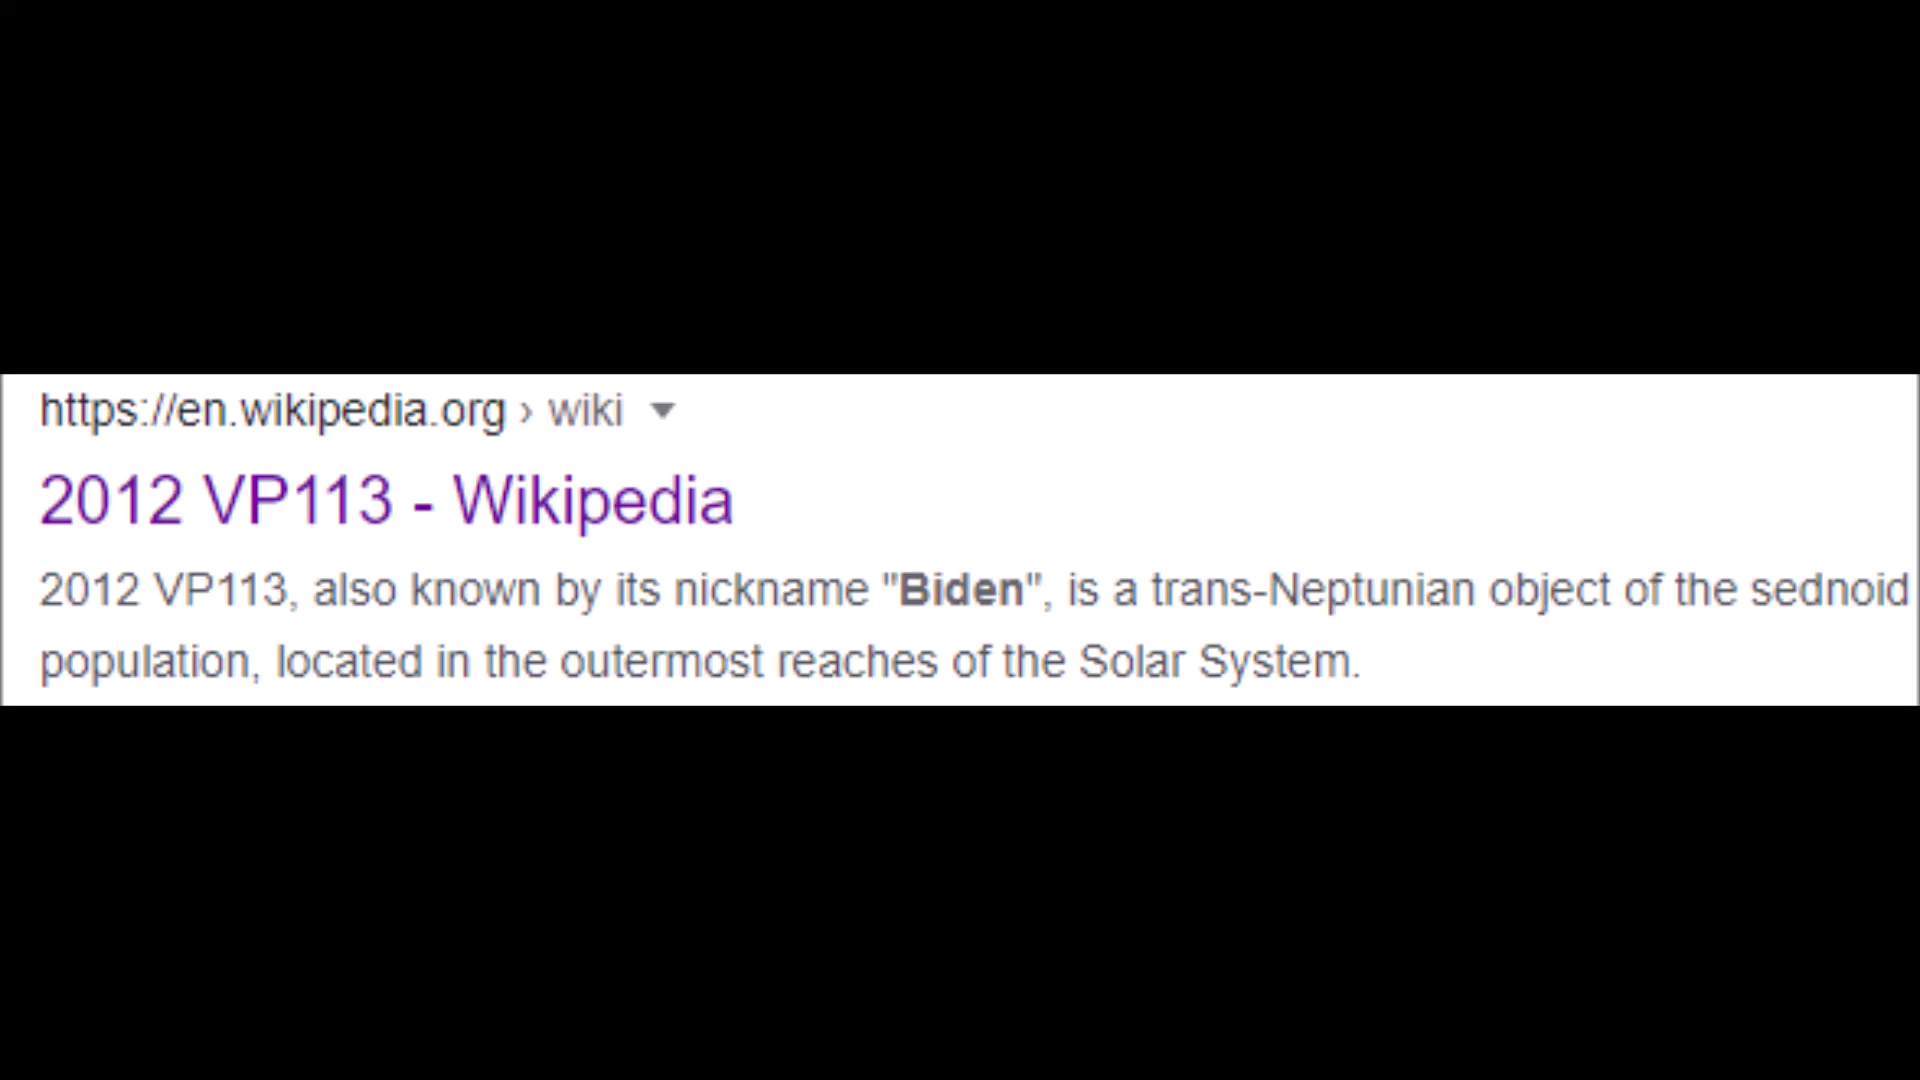 https://en.wikipedia.org › wiki
2012 VP113 - Wikipedia
2012 VP113, also known by its nickname "Biden", is a trans-Neptunian object of the sednoid
population, located in the outermost reaches of the Solar System.